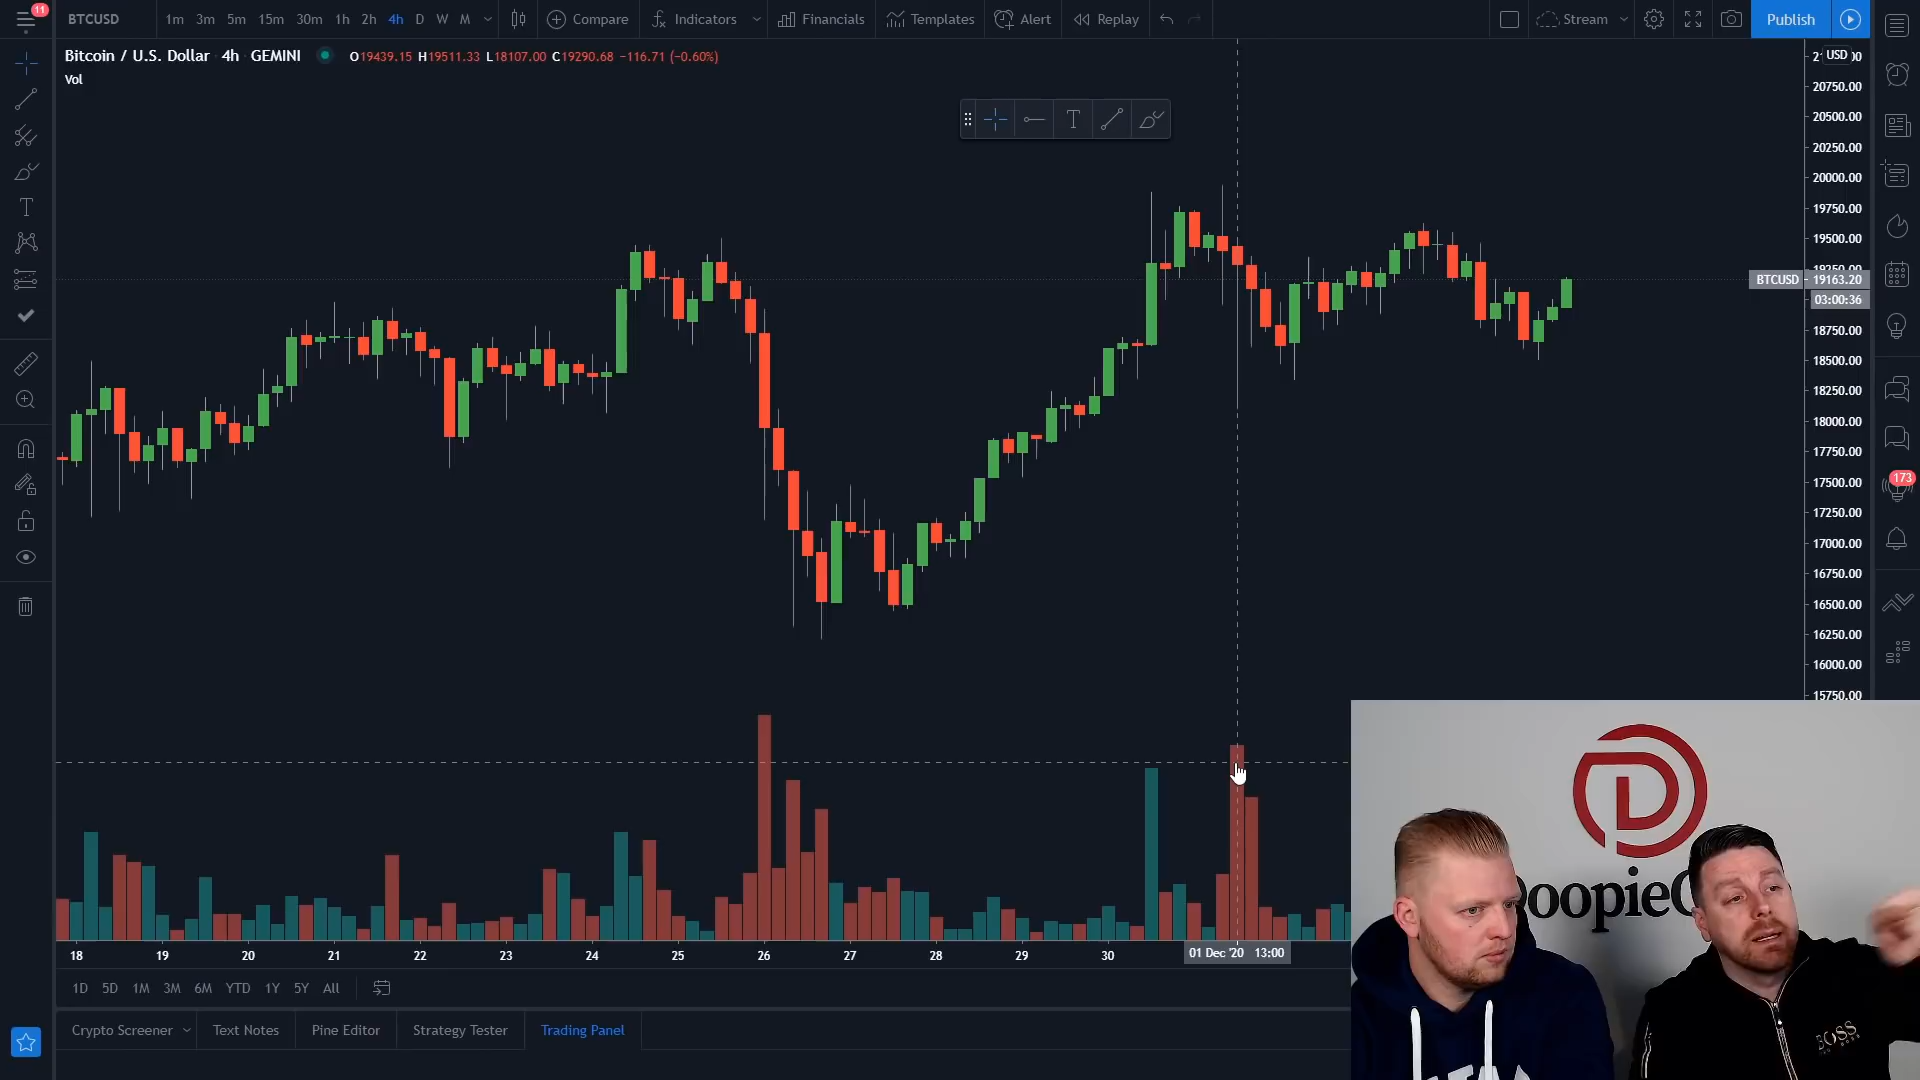 11
BTCUSD 1m 3m 5m 15m 30m 1h 2h 4h D W M Compare Indicators Financials Templates Alert Replay Stream Publish
Bitcoin / U.S. Dollar 4h GEMINI O19439.15 H19511.33 L18107.00 C19290.68 −116.71 (−0.60%)
Vol
USD
20750.00
20500.00
20250.00
20000.00
19750.00
19500.00
19250.00
BTCUSD 19163.20
03:00:36
18750.00
18500.00
18250.00
18000.00
17750.00
17500.00
173
17250.00
17000.00
16750.00
16500.00
16250.00
16000.00
15750.00
18 19 20 21 22 23 24 25 26 27 28 29 30 01 Dec '20 13:00
1D 5D 1M 3M 6M YTD 1Y 5Y All
Crypto Screener Text Notes Pine Editor Strategy Tester Trading Panel
BOSS